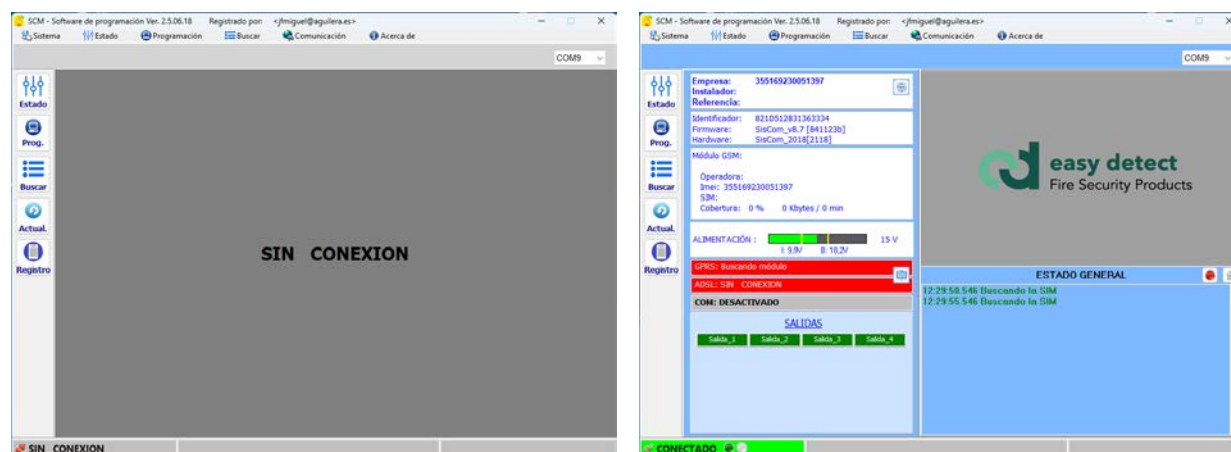 SCM - Software de programación Ver. 2.5.06.18 Registrado por: <jfmiguel@aguilera.es>
Sistema Estado Programación Buscar Comunicación Acerca de
COM9
Estado
Prog.
Buscar
Actual.
Registro
SIN CONEXION
SIN CONEXION
SCM - Software de programación Ver. 2.5.06.18 Registrado por: <jfmiguel@aguilera.es>
Sistema Estado Programación Buscar Comunicación Acerca de
COM9
Estado
Prog.
Buscar
Actual.
Registro
Empresa: 355169230051397
Instalador:
Referencia:
Identificador: 8210512831363334
Firmware: SisCom_v8.7 [841123b]
Hardware: SisCom_2018[2118]
Módulo GSM:
Operadora:
Imei: 355169230051397
SIM:
Cobertura: 0 % 0 Kbytes / 0 min
ALIMENTACIÓN : 15 V
I: 9,9V B: 10,2V
GPRS: Buscando módulo
ADSL: SIN CONEXION
COM: DESACTIVADO
SALIDAS
Salida_1 Salida_2 Salida_3 Salida_4
easy detect
Fire Security Products
ESTADO GENERAL
12:29:50.546 Buscando la SIM
12:29:55.546 Buscando la SIM
CONECTADO